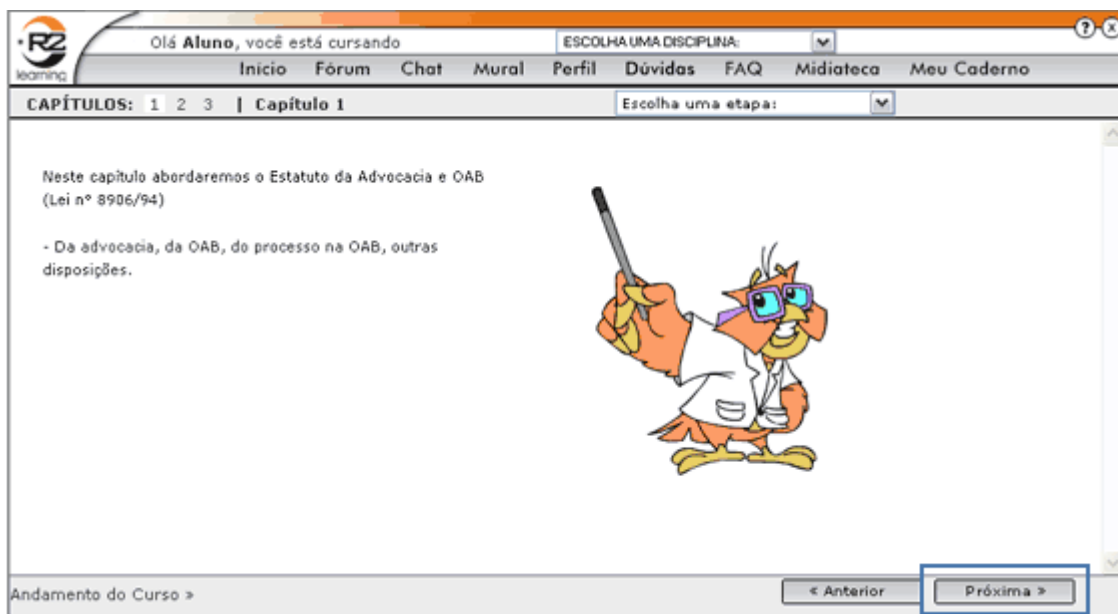 R2
learning
Olá Aluno, você está cursando
ESCOLHA UMA DISCIPLINA:
? x
Início Fórum Chat Mural Perfil Dúvidas FAQ Midiateca Meu Caderno
CAPÍTULOS: 1 2 3 | Capítulo 1
Escolha uma etapa:
Neste capítulo abordaremos o Estatuto da Advocacia e OAB
(Lei nº 8906/94)
- Da advocacia, da OAB, do processo na OAB, outras
disposições.
Andamento do Curso »
« Anterior
Próxima »